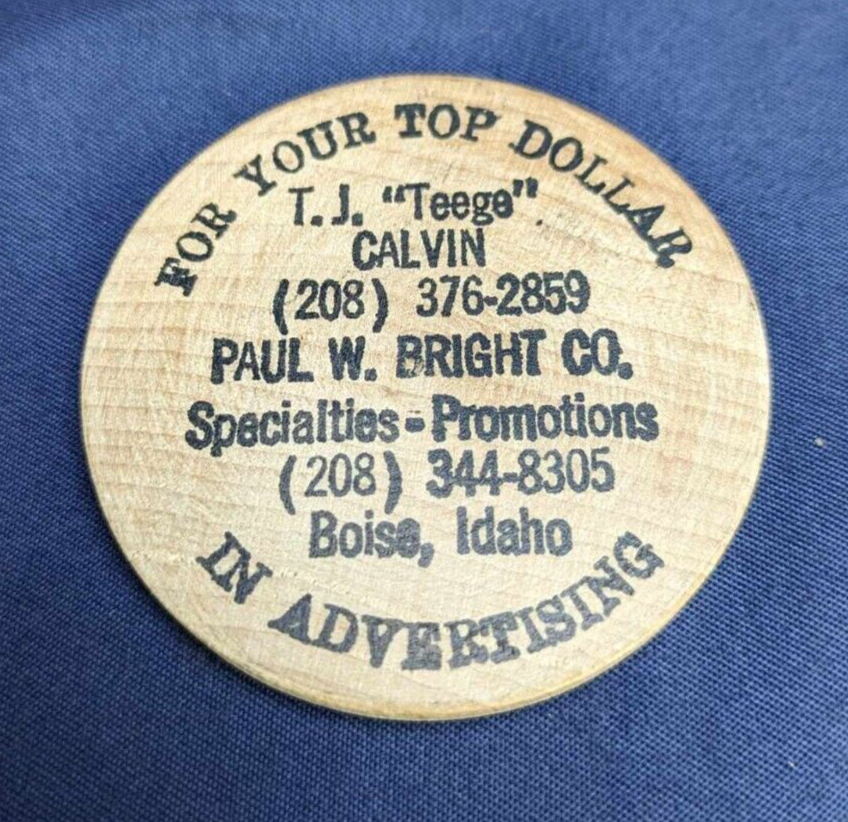 FOR YOUR TOP DOLLAR
T.J. "Teege"
CALVIN
(208) 376-2859
PAUL W. BRIGHT CO.
Specialties - Promotions
(208) 344-8305
Boise, Idaho
IN ADVERTISING